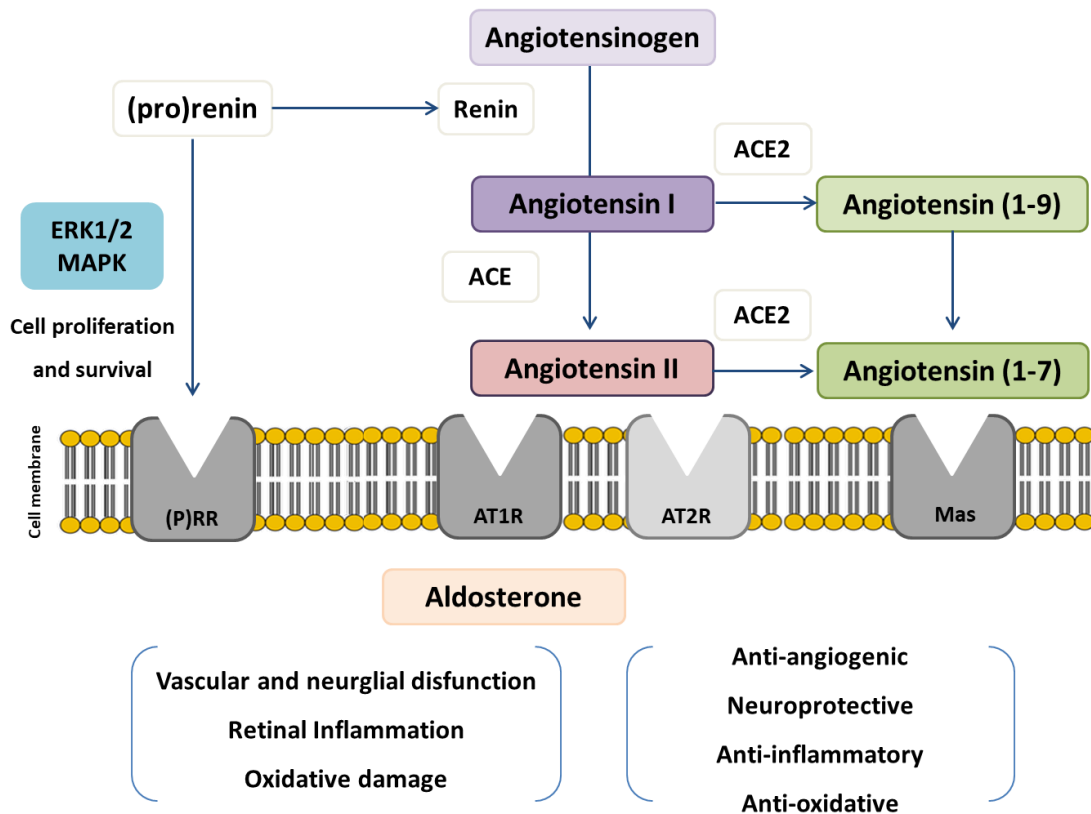 Angiotensinogen
(pro)renin
Renin
ACE2
Angiotensin I
Angiotensin (1-9)
ERK1/2
MAPK
ACE
ACE2
Cell proliferation
and survival
Angiotensin II
Angiotensin (1-7)
Cell membrane
(P)RR
AT1R
AT2R
Mas
Aldosterone
Vascular and neurglial disfunction
Retinal Inflammation
Oxidative damage
Anti-angiogenic
Neuroprotective
Anti-inflammatory
Anti-oxidative